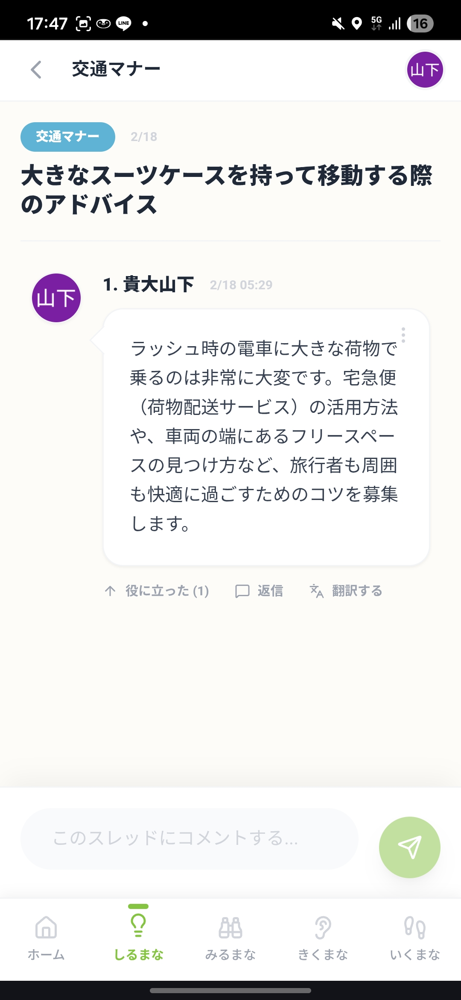 17:47 LINE 5G 16
交通マナー 山下
交通マナー 2/18
大きなスーツケースを持って移動する際
のアドバイス
山下 1. 貴大山下 2/18 05:29
ラッシュ時の電車に大きな荷物で
乗るのは非常に大変です。宅急便
（荷物配送サービス）の活用方法
や、車両の端にあるフリースペー
スの見つけ方など、旅行者も周囲
も快適に過ごすためのコツを募集
します。
役に立った (1) 返信 翻訳する
このスレッドにコメントする...
ホーム しるまな みるまな きくまな いくまな